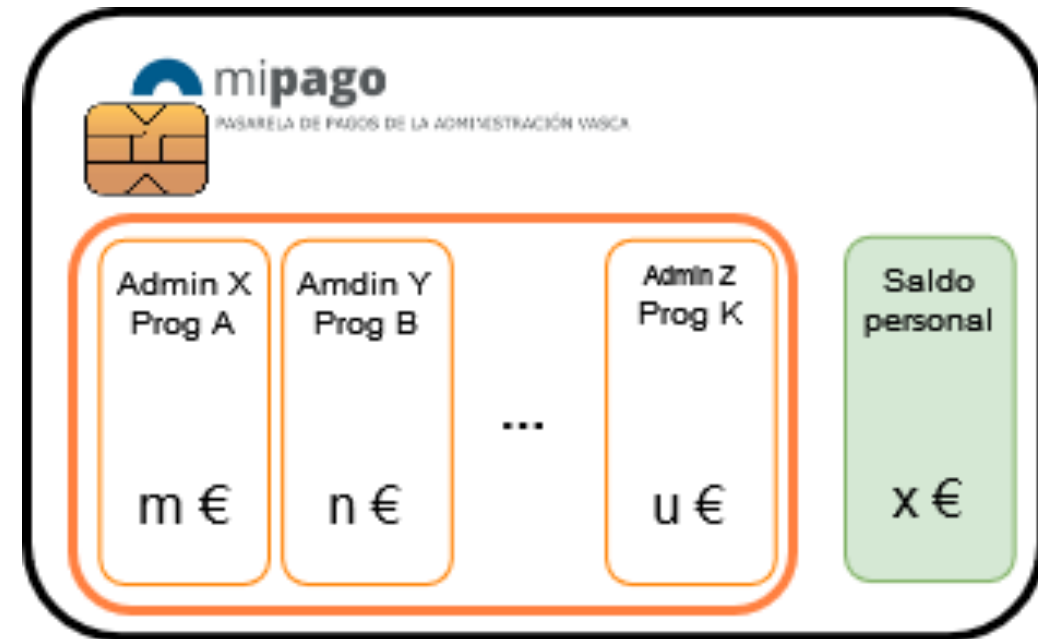 mipago
PASARELA DE PAGOS DE LA ADMINISTRACIÓN VASCA
Admin X
Prog A
m €
Amdin Y
Prog B
n €
...
Admin Z
Prog K
u €
Saldo
personal
x €